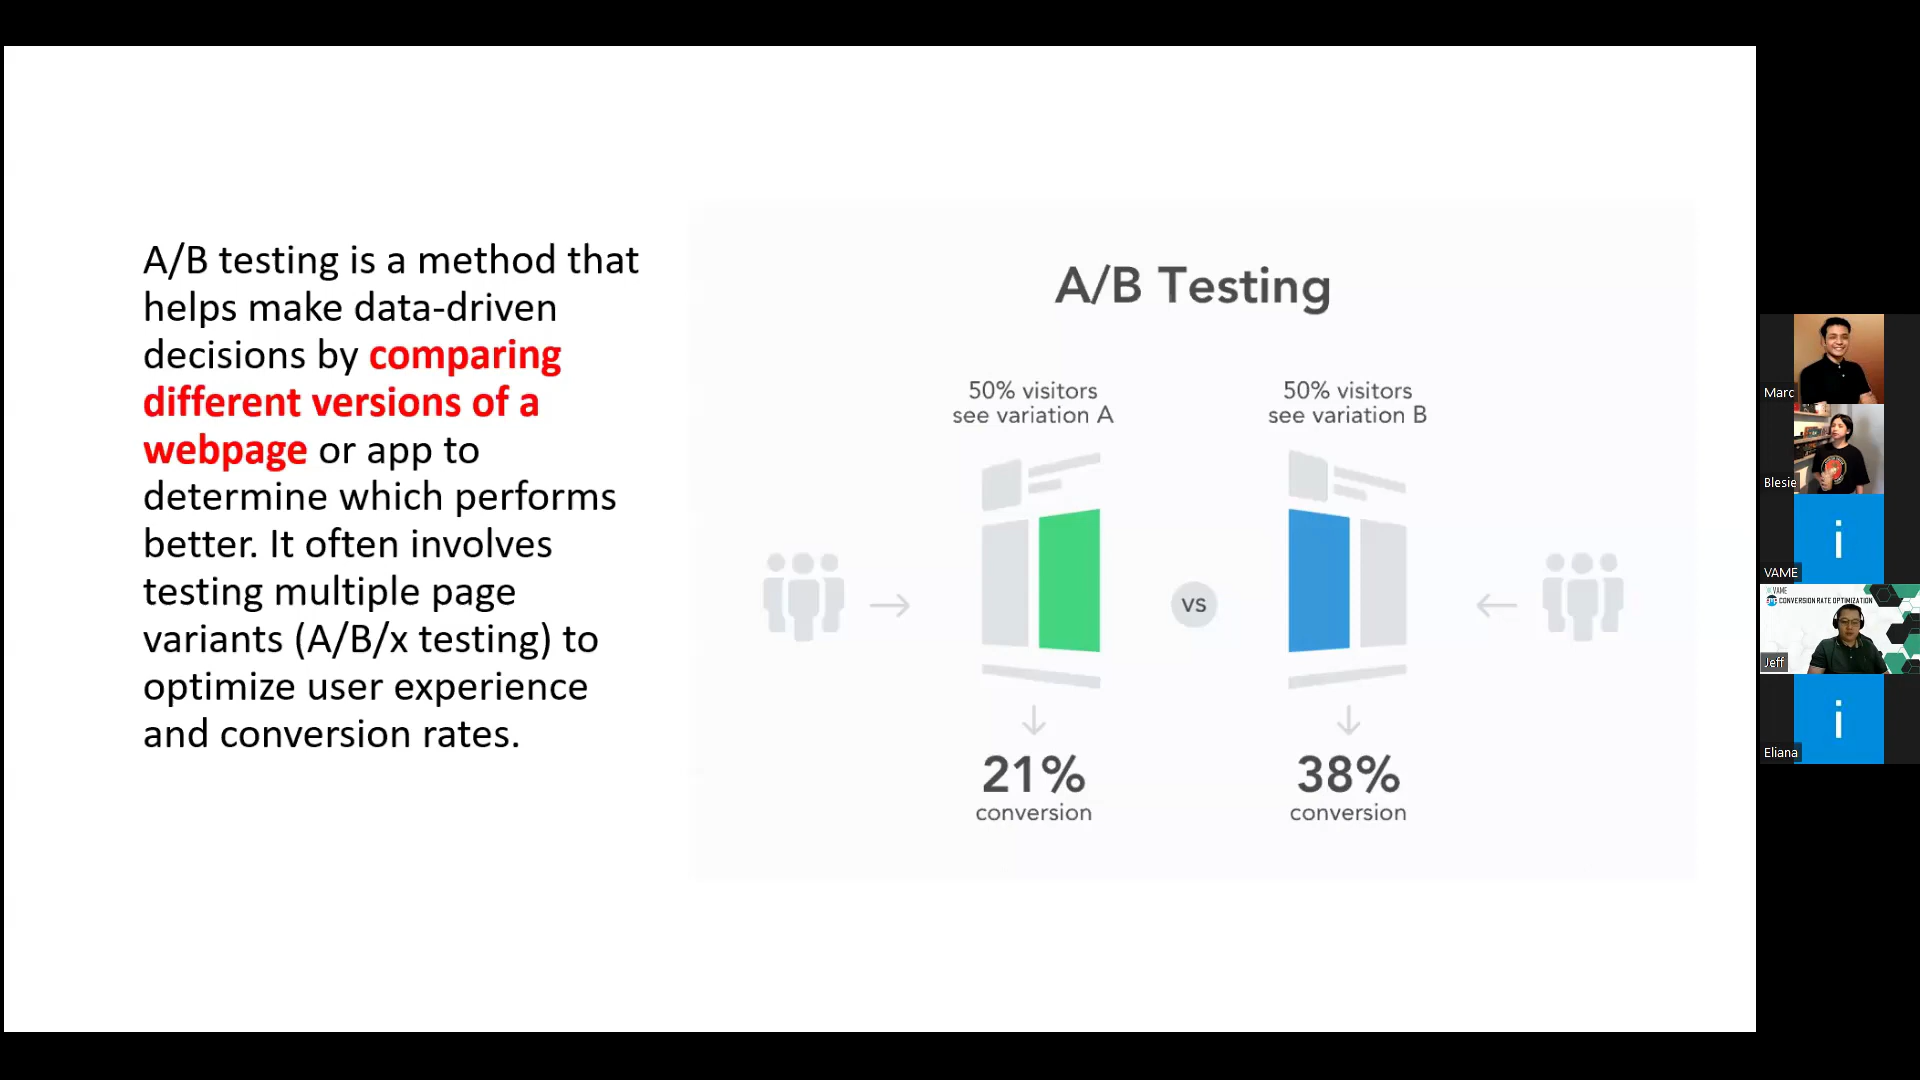 A/B testing is a method that
helps make data-driven
decisions by comparing
different versions of a
webpage or app to
determine which performs
better. It often involves
testing multiple page
variants (A/B/x testing) to
optimize user experience
and conversion rates.
A/B Testing
50% visitors
see variation A
50% visitors
see variation B
vs
21%
conversion
38%
conversion
Marc
Blesie
i
VAME
VAME
CONVERSION RATE OPTIMIZATION
Jeff
i
Eliana